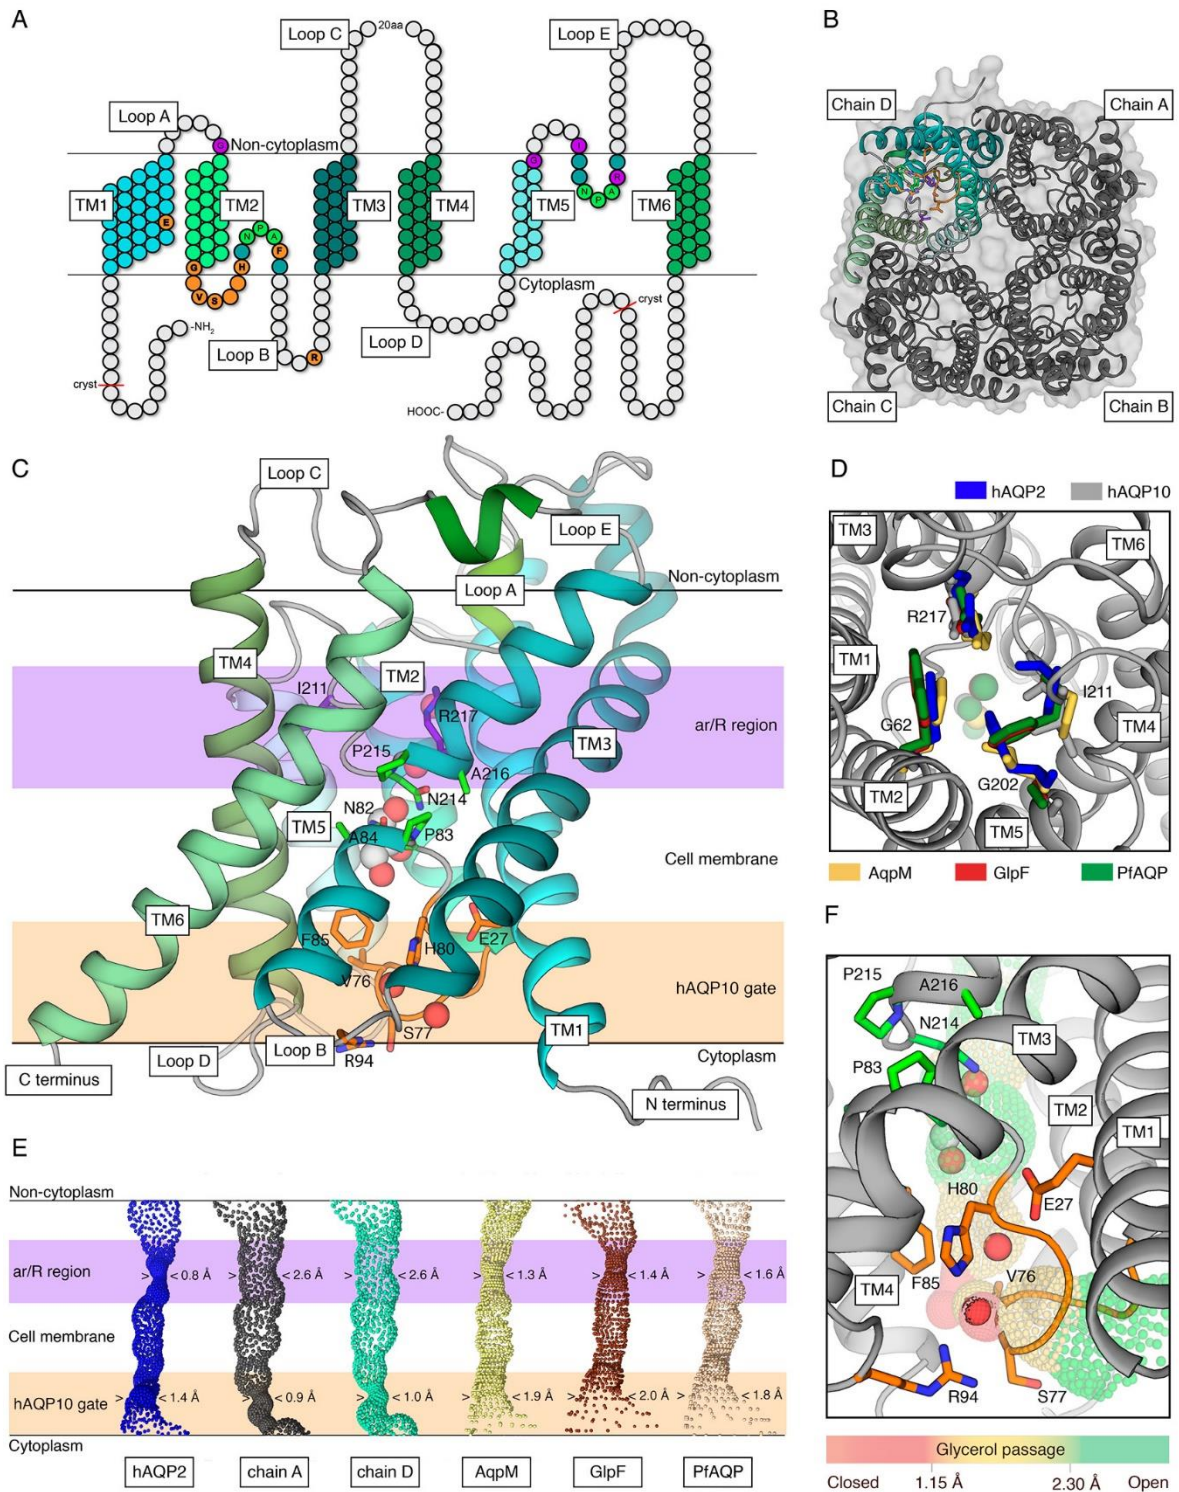 A
Loop C
20aa
Loop E
Loop A
G
Non-cytoplasm
G
I
R
N P A
TM1
TM2
TM3
TM4
TM5
TM6
E
N P A
G
H
F
V S
Cytoplasm
-NH2
Loop B
R
Loop D
cryst
cryst
HOOC-
B
Chain D
Chain A
Chain C
Chain B
C
Loop C
Loop E
Non-cytoplasm
Loop A
TM4
TM2
I211
R217
ar/R region
TM3
P215
A216
N214
N82
TM5
A84
P83
Cell membrane
TM6
F85
H80
E27
V76
hAQP10 gate
S77
TM1
Loop D
Loop B
R94
Cytoplasm
C terminus
N terminus
D
hAQP2
hAQP10
TM3
TM6
R217
TM1
I211
G62
TM4
TM2
G202
TM5
AqpM
GlpF
PfAQP
E
Non-cytoplasm
ar/R region
> < 0.8 Å
> < 2.6 Å
> < 2.6 Å
> < 1.3 Å
> < 1.4 Å
> < 1.6 Å
Cell membrane
hAQP10 gate
> < 1.4 Å
> < 0.9 Å
> < 1.0 Å
> < 1.9 Å
> < 2.0 Å
> < 1.8 Å
Cytoplasm
hAQP2
chain A
chain D
AqpM
GlpF
PfAQP
F
P215
A216
N214
TM3
P83
TM2
TM1
H80
E27
F85
V76
TM4
R94
S77
Glycerol passage
Closed
1.15 Å
2.30 Å
Open